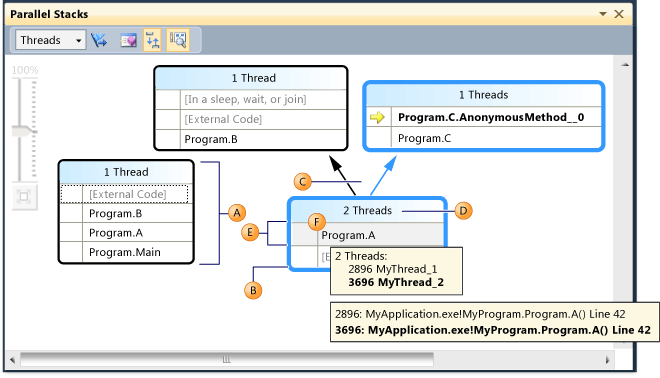 Parallel Stacks
Threads
100%
1 Thread
[In a sleep, wait, or join]
[External Code]
Program.B
1 Threads
Program.C.AnonymousMethod__0
Program.C
1 Thread
[External Code]
Program.B
Program.A
Program.Main
A
C
2 Threads
D
E
F
Program.A
B
2 Threads:
2896 MyThread_1
3696 MyThread_2
2896: MyApplication.exe!MyProgram.Program.A() Line 42
3696: MyApplication.exe!MyProgram.Program.A() Line 42